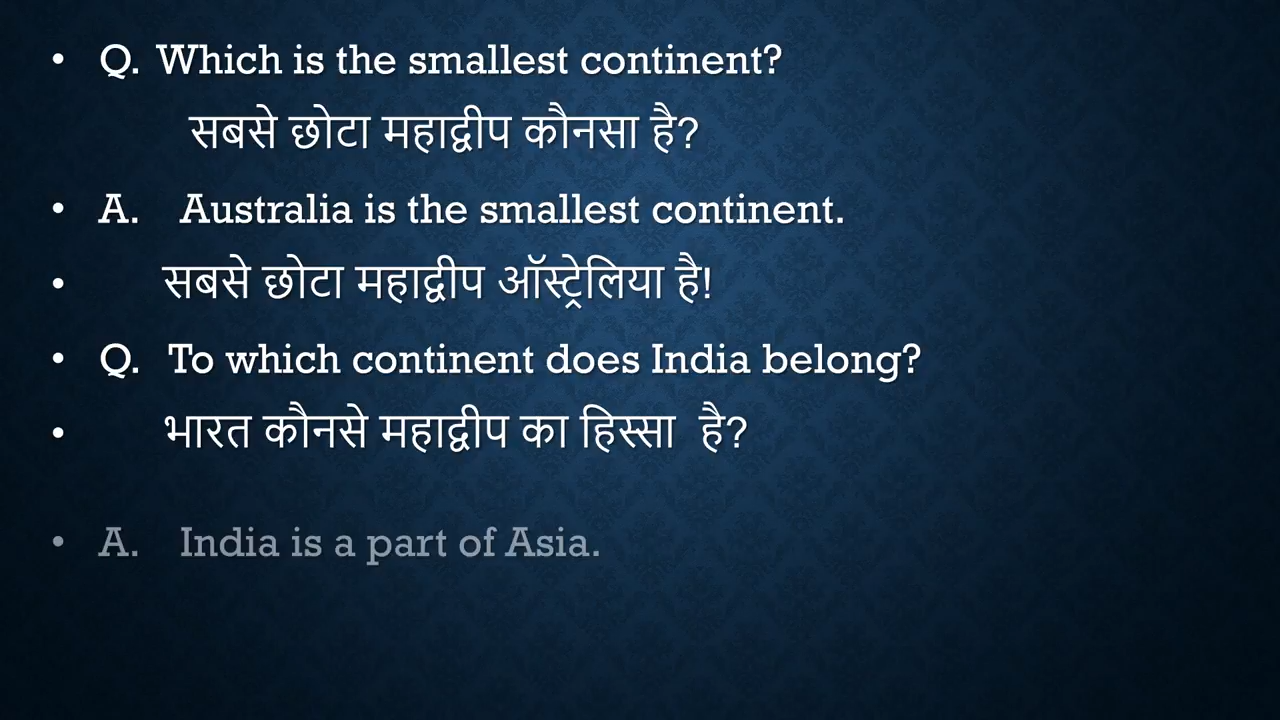 • Q. Which is the smallest continent?
सबसे छोटा महाद्वीप कौनसा है?
• A. Australia is the smallest continent.
• सबसे छोटा महाद्वीप ऑस्ट्रेलिया है!
• Q. To which continent does India belong?
• भारत कौनसे महाद्वीप का हिस्सा है?
• A. India is a part of Asia.